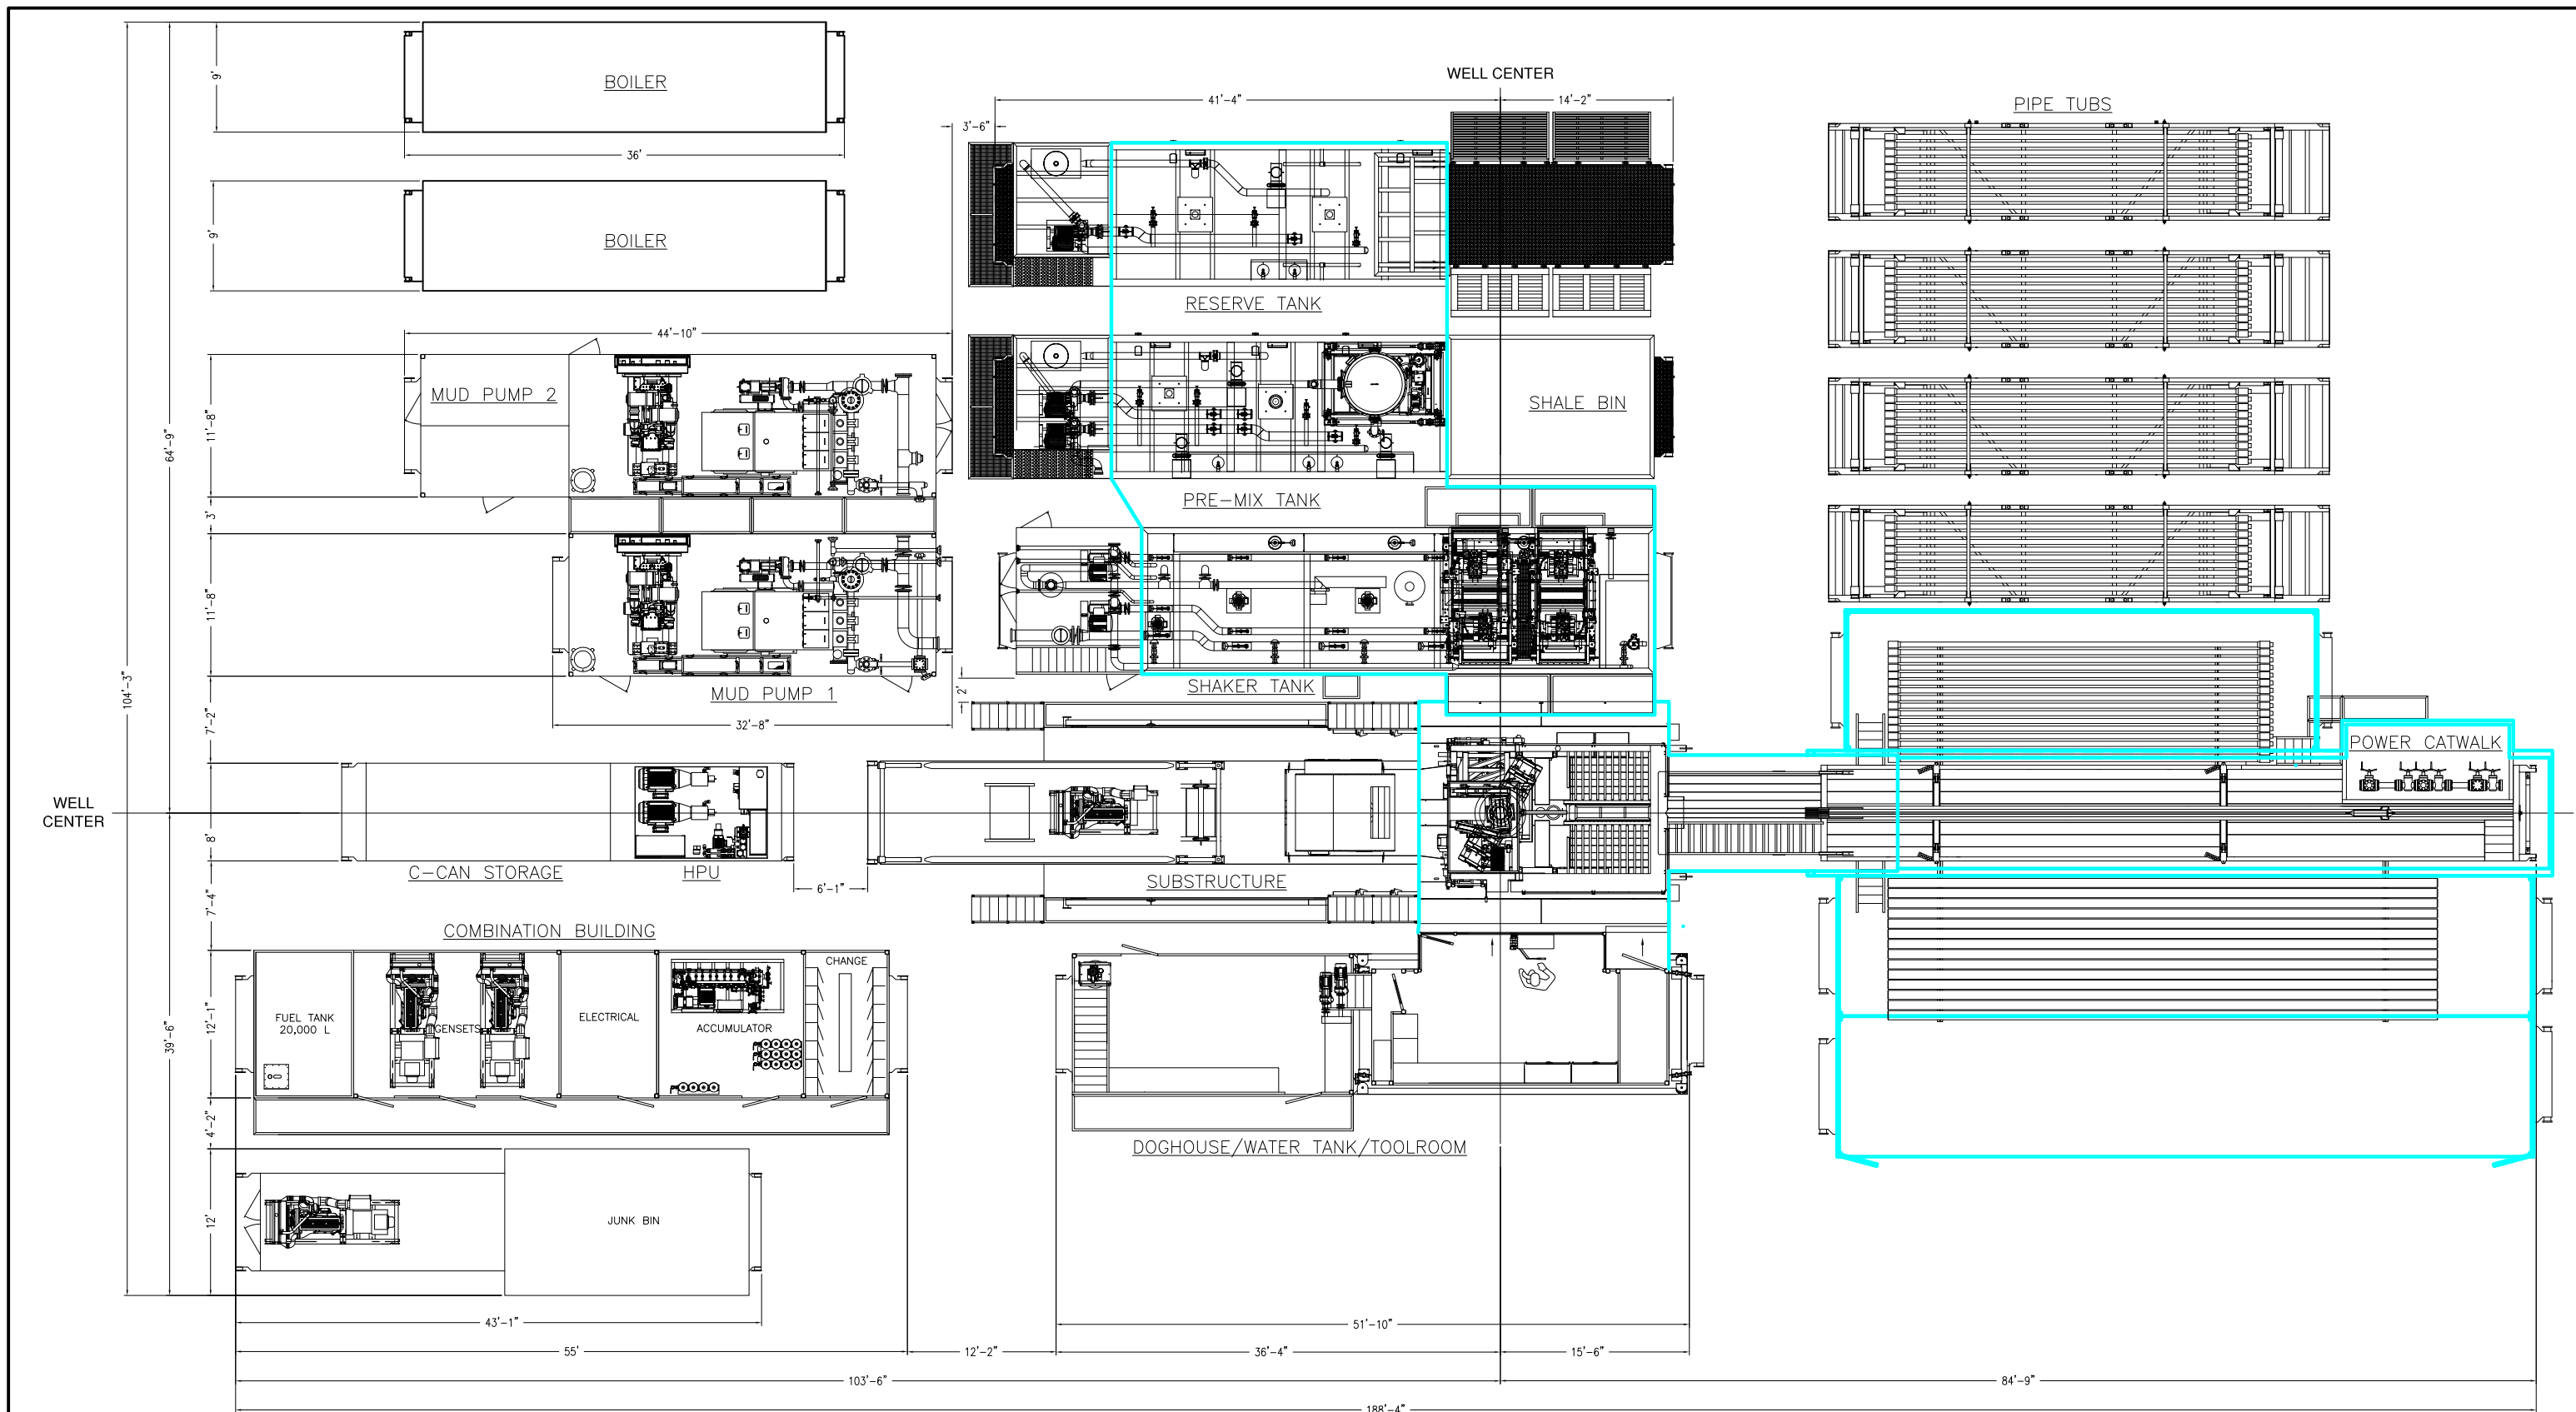 WELL CENTER
41'-4"
14'-2"
3'-6"
9'
BOILER
36'
PIPE TUBS
9'
BOILER
RESERVE TANK
44'-10"
MUD PUMP 2
11'-8"
SHALE BIN
64'-9"
PRE-MIX TANK
3'
11'-8"
104'-3"
MUD PUMP 1
32'-8"
7'-2"
SHAKER TANK
2'
POWER CATWALK
WELL
CENTER
8'
C-CAN STORAGE
HPU
6'-1"
SUBSTRUCTURE
7'-4"
COMBINATION BUILDING
CHANGE
FUEL TANK
20,000 L
GENSETS
ELECTRICAL
ACCUMULATOR
12'-1"
39'-6"
4'-2"
DOGHOUSE/WATER TANK/TOOLROOM
12'
JUNK BIN
43'-1"
51'-10"
55'
12'-2"
36'-4"
15'-6"
103'-6"
84'-9"
188'-4"